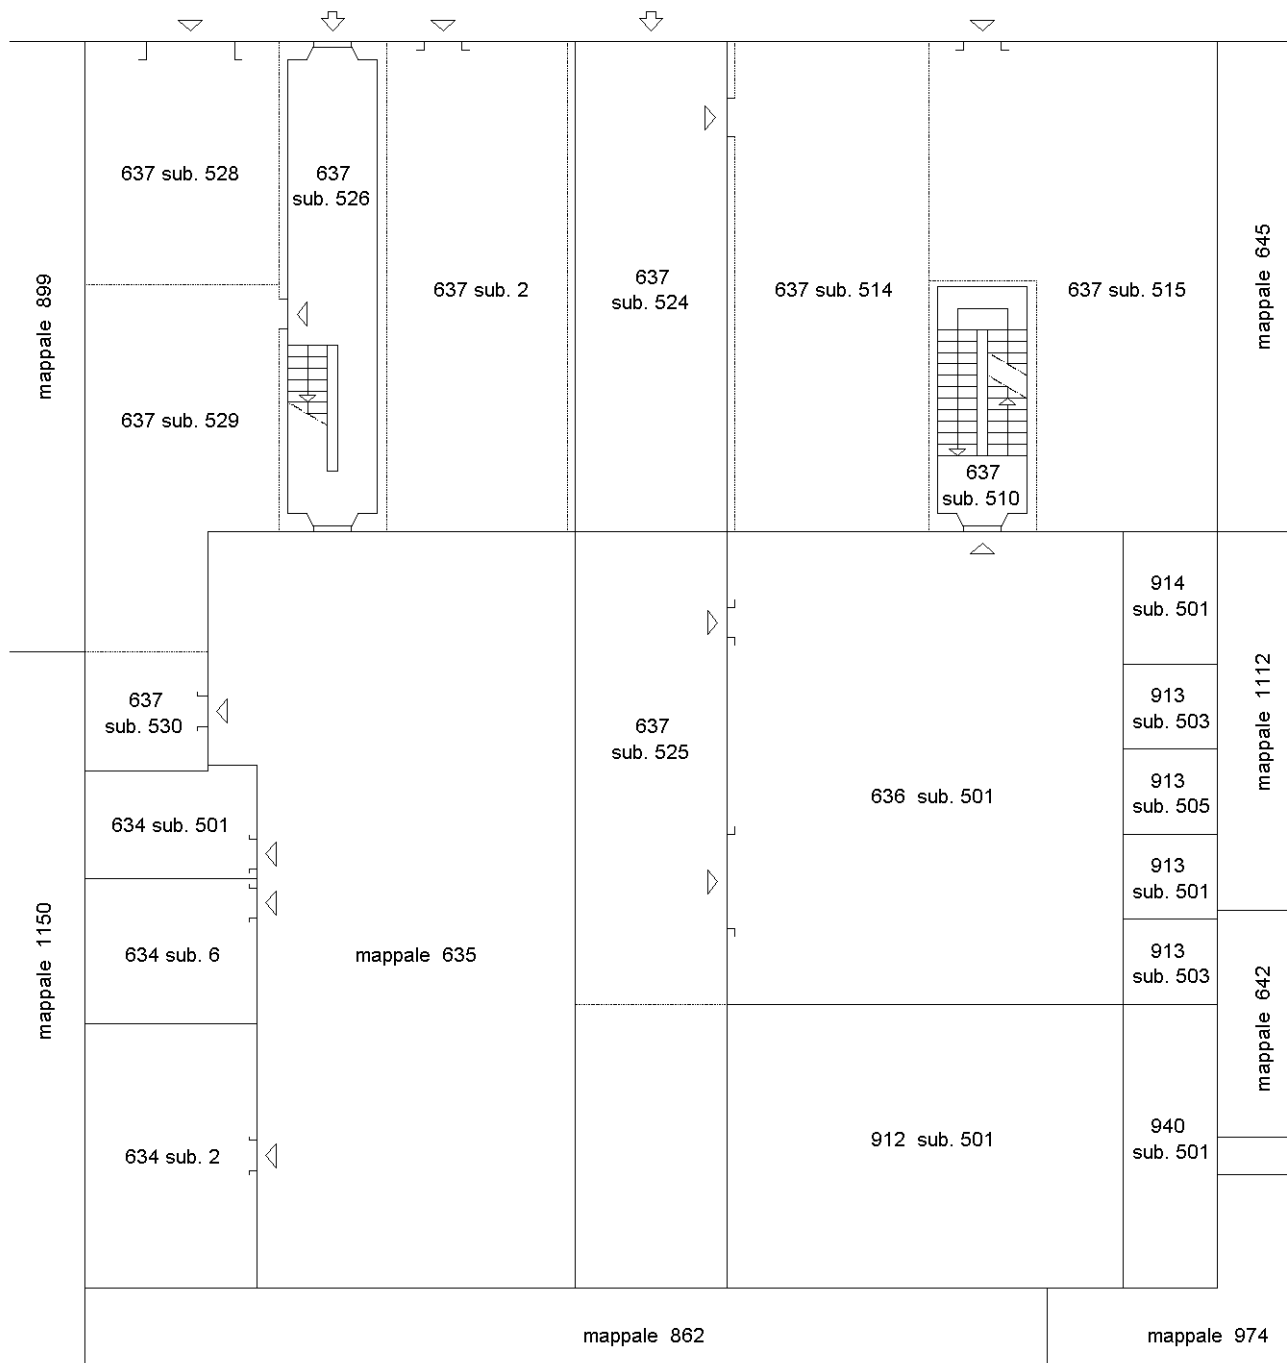 637 sub. 528
637
sub. 526
637 sub. 2
637
sub. 524
637 sub. 514
637 sub. 515
mappale 645
mappale 899
637 sub. 529
637
sub. 510
914
sub. 501
637
sub. 530
637
sub. 525
913
sub. 503
mappale 1112
636 sub. 501
913
sub. 505
634 sub. 501
913
sub. 501
mappale 1150
634 sub. 6
mappale 635
913
sub. 503
mappale 642
634 sub. 2
912 sub. 501
940
sub. 501
mappale 862
mappale 974